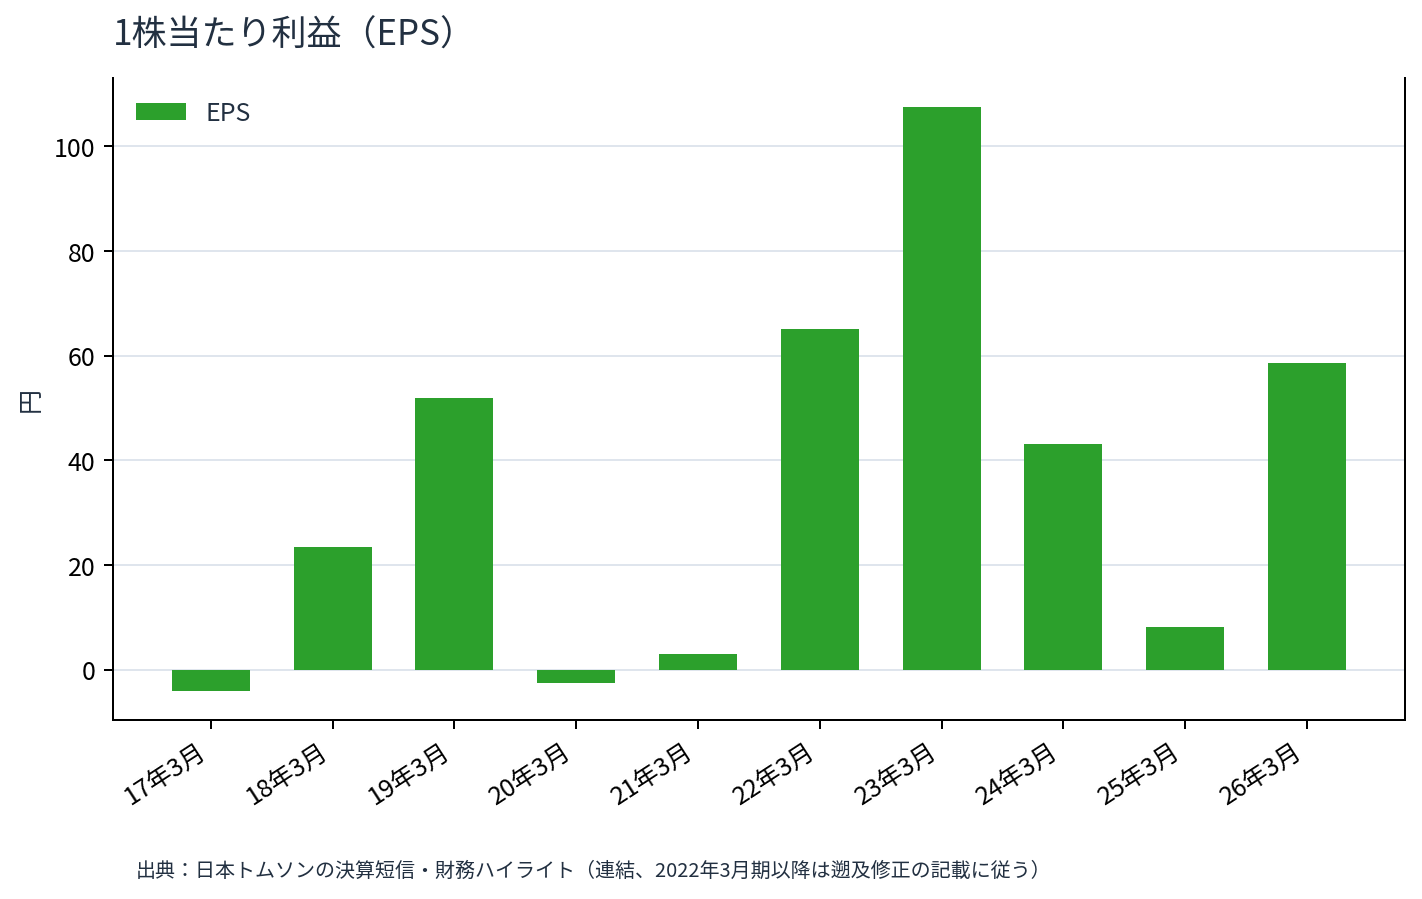 1株当たり利益（EPS）
EPS
100
80
60
40
20
0
円
17年3月
18年3月
19年3月
20年3月
21年3月
22年3月
23年3月
24年3月
25年3月
26年3月
出典：日本トムソンの決算短信・財務ハイライト（連結、2022年3月期以降は遡及修正の記載に従う）